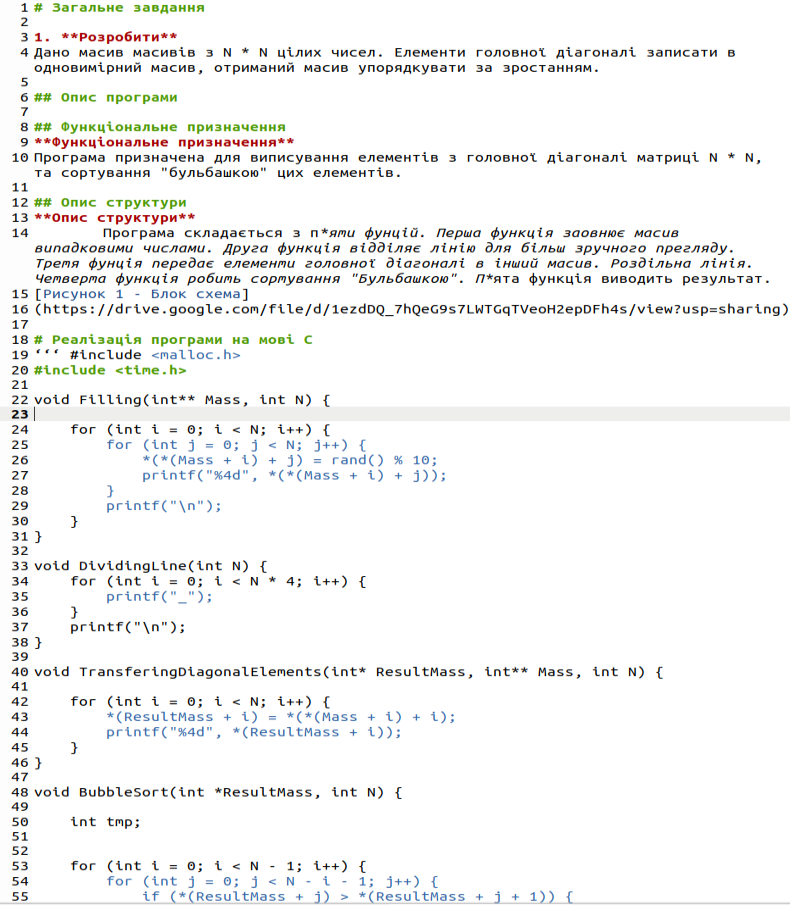 1 # Загальне завдання
2
3 1. **Розробити**
4 Дано масив масивів з N * N цілих чисел. Елементи головної діагоналі записати в
одновимірний масив, отриманий масив упорядкувати за зростанням.
5
6 ## Опис програми
7
8 ## Функціональне призначення
9 **Функціональне призначення**
10 Програма призначена для виписування елементів з головної діагоналі матриці N * N,
та сортування "бульбашкою" цих елементів.
11
12 ## Опис структури
13 **Опис структури**
14 Програма складається з п*яти фунцій. Перша функція заовнює масив
випадковими числами. Друга функція відділяє лінію для більш зручного прегляду.
Третя фунція передає елементи головної діагоналі в інший масив. Роздільна лінія.
Четверта функція робить сортування "Бульбашкою". П*ята функція виводить результат.
15 [Рисунок 1 - Блок схема]
16 (https://drive.google.com/file/d/1ezdDQ_7hQeG9s7LWTGqTVeoH2epDFh4s/view?usp=sharing)
17
18 # Реалізація програми на мові С
19 ‘‘‘ #include <malloc.h>
20 #include <time.h>
21
22 void Filling(int** Mass, int N) {
23
24     for (int i = 0; i < N; i++) {
25         for (int j = 0; j < N; j++) {
26             *(*(Mass + i) + j) = rand() % 10;
27             printf("%4d", *(*(Mass + i) + j));
28         }
29         printf("\n");
30     }
31 }
32
33 void DividingLine(int N) {
34     for (int i = 0; i < N * 4; i++) {
35         printf("_");
36     }
37     printf("\n");
38 }
39
40 void TransferingDiagonalElements(int* ResultMass, int** Mass, int N) {
41
42     for (int i = 0; i < N; i++) {
43         *(ResultMass + i) = *(*(Mass + i) + i);
44         printf("%4d", *(ResultMass + i));
45     }
46 }
47
48 void BubbleSort(int *ResultMass, int N) {
49
50     int tmp;
51
52
53     for (int i = 0; i < N - 1; i++) {
54         for (int j = 0; j < N - i - 1; j++) {
55             if (*(ResultMass + j) > *(ResultMass + j + 1)) {